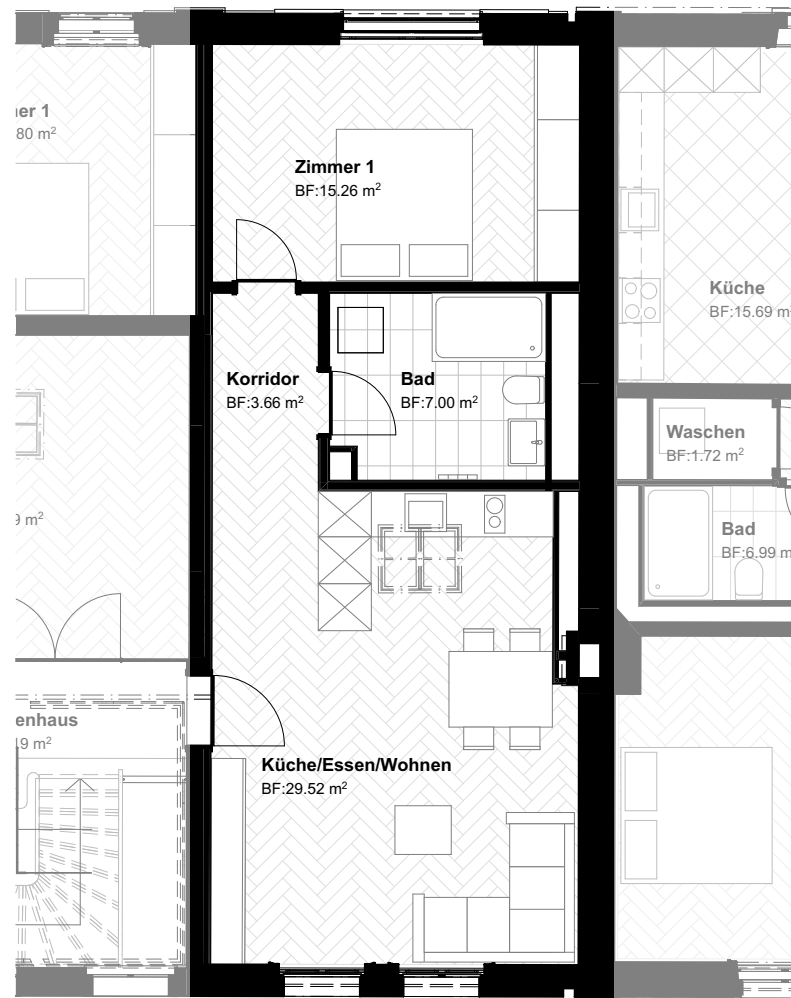 er 1
80 m²
Zimmer 1
BF:15.26 m²
Küche
BF:15.69 m²
Korridor
BF:3.66 m²
Bad
BF:7.00 m²
Waschen
BF:1.72 m²
9 m²
Bad
BF:6.99 m
enhaus
9 m²
Küche/Essen/Wohnen
BF:29.52 m²